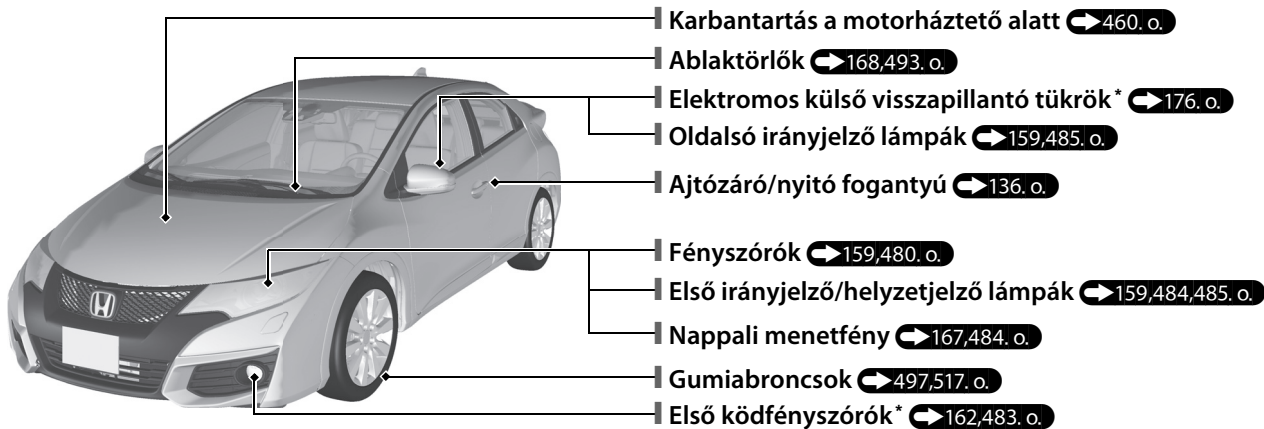 Karbantartás a motorháztető alatt 460. o.
Ablaktörlők 168,493. o.
Elektromos külső visszapillantó tükrök* 176. o.
Oldalsó irányjelző lámpák 159,485. o.
Ajtózáró/nyitó fogantyú 136. o.
Fényszórók 159,480. o.
Első irányjelző/helyzetjelző lámpák 159,484,485. o.
Nappali menetfény 167,484. o.
Gumiabroncsok 497,517. o.
Első ködfényszórók* 162,483. o.